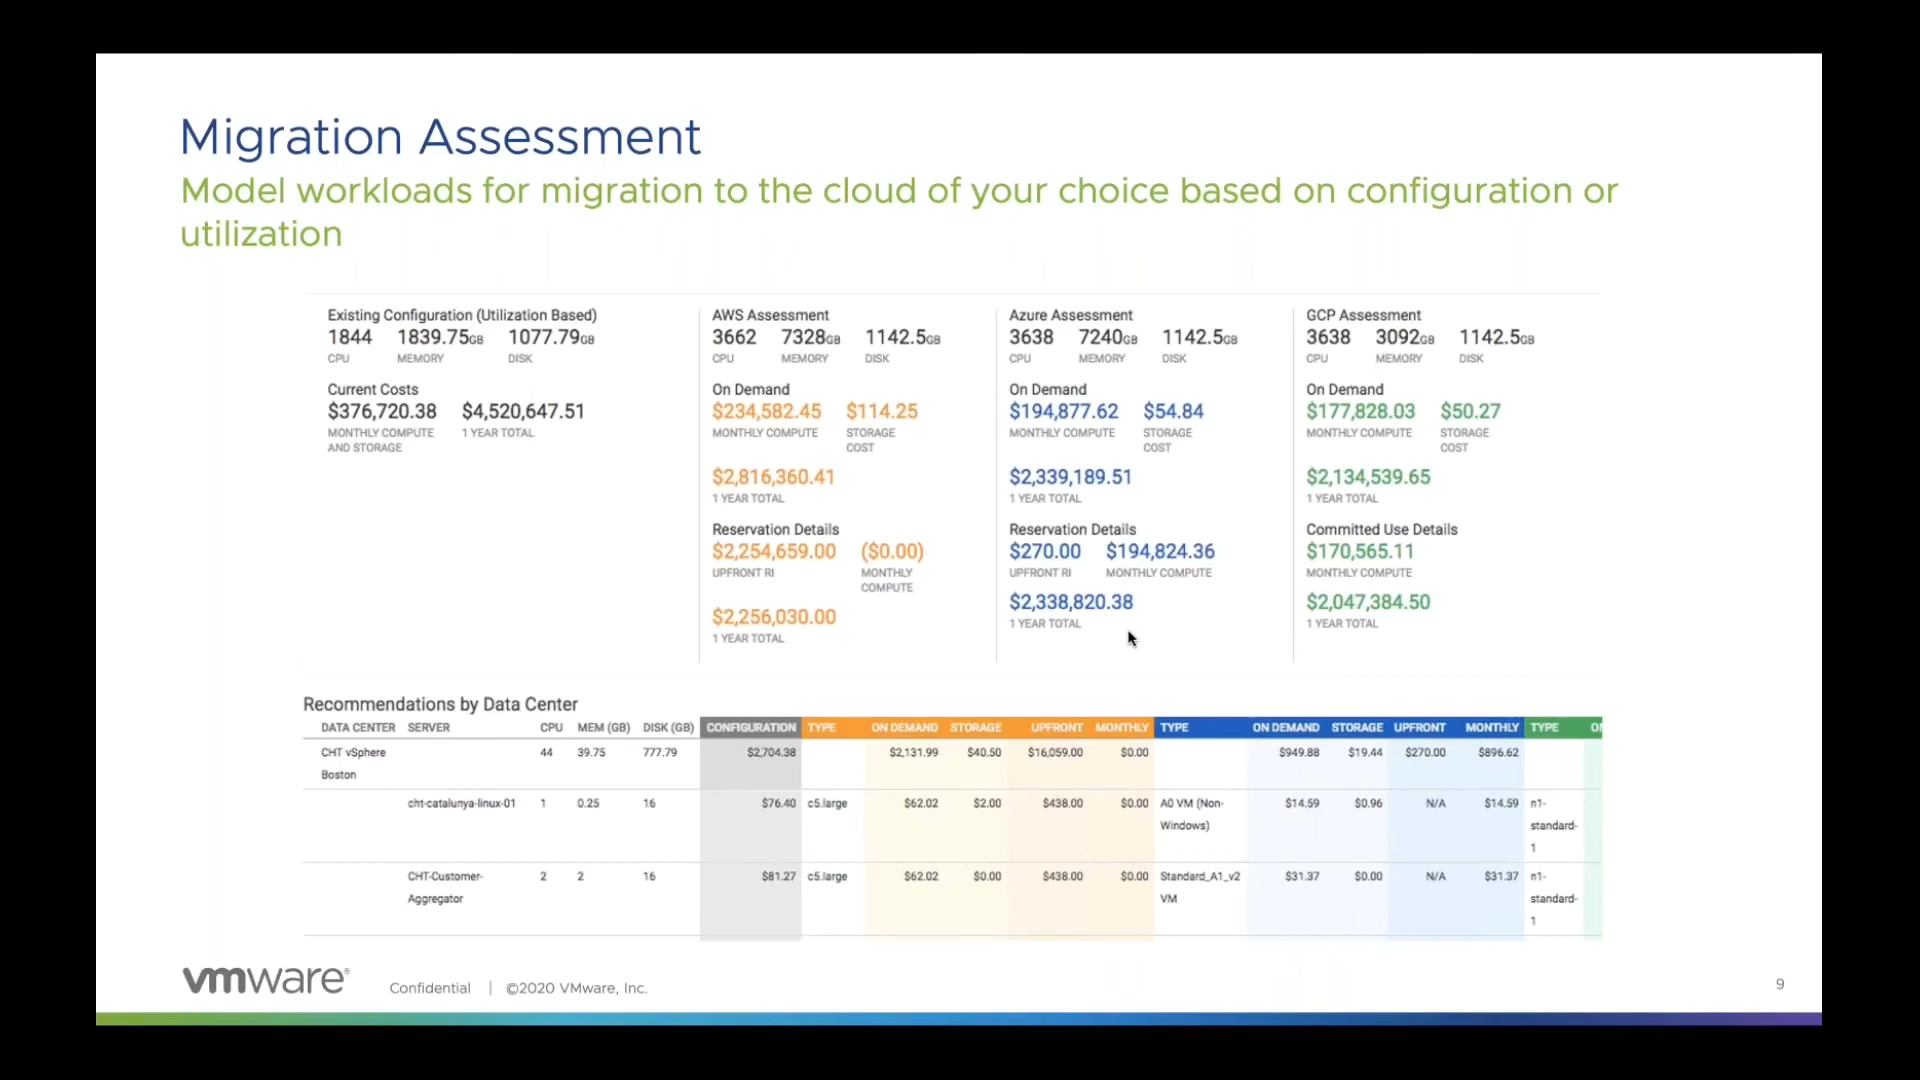 Migration Assessment
Model workloads for migration to the cloud of your choice based on configuration or
utilization
Existing Configuration (Utilization Based)
1844 1839.75GB 1077.79GB
CPU MEMORY DISK
Current Costs
$376,720.38 $4,520,647.51
MONTHLY COMPUTE 1 YEAR TOTAL
AND STORAGE
AWS Assessment
3662 7328GB 1142.5GB
CPU MEMORY DISK
On Demand
$234,582.45 $114.25
MONTHLY COMPUTE STORAGE
COST
$2,816,360.41
1 YEAR TOTAL
Reservation Details
$2,254,659.00 ($0.00)
UPFRONT RI MONTHLY
COMPUTE
$2,256,030.00
1 YEAR TOTAL
Azure Assessment
3638 7240GB 1142.5GB
CPU MEMORY DISK
On Demand
$194,877.62 $54.84
MONTHLY COMPUTE STORAGE
COST
$2,339,189.51
1 YEAR TOTAL
Reservation Details
$270.00 $194,824.36
UPFRONT RI MONTHLY COMPUTE
$2,338,820.38
1 YEAR TOTAL
GCP Assessment
3638 3092GB 1142.5GB
CPU MEMORY DISK
On Demand
$177,828.03 $50.27
MONTHLY COMPUTE STORAGE
COST
$2,134,539.65
1 YEAR TOTAL
Committed Use Details
$170,565.11
MONTHLY COMPUTE
$2,047,384.50
1 YEAR TOTAL
Recommendations by Data Center
DATA CENTER SERVER CPU MEM (GB) DISK (GB) CONFIGURATION TYPE ON DEMAND STORAGE UPFRONT MONTHLY TYPE ON DEMAND STORAGE UPFRONT MONTHLY TYPE
CHT vSphere 44 39.75 777.79 $2,704.38 $2,131.99 $40.50 $16,059.00 $0.00 $949.88 $19.44 $270.00 $896.62
Boston
cht-catalunya-linux-01 1 0.25 16 $76.40 c5.large $62.02 $2.00 $438.00 $0.00 A0 VM (Non- $14.59 $0.96 N/A $14.59 n1-
Windows) standard-
1
CHT-Customer- 2 2 16 $81.27 c5.large $62.02 $0.00 $438.00 $0.00 Standard_A1_v2 $31.37 $0.00 N/A $31.37 n1-
Aggregator VM standard-
1
vmware® Confidential | ©2020 VMware, Inc. 9